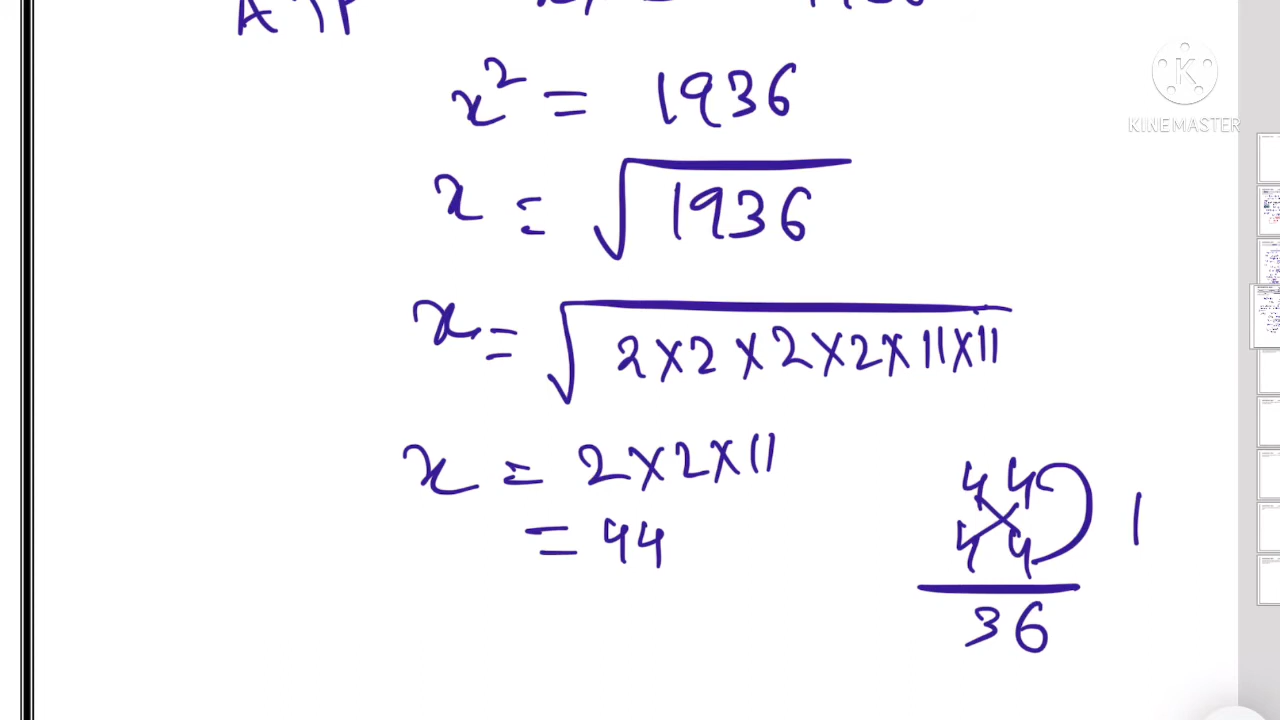 x² = 1936
x = √1936
x = √2×2×2×2×11×11
x = 2×2×11
= 44
44
44
1
36
KINEMASTER